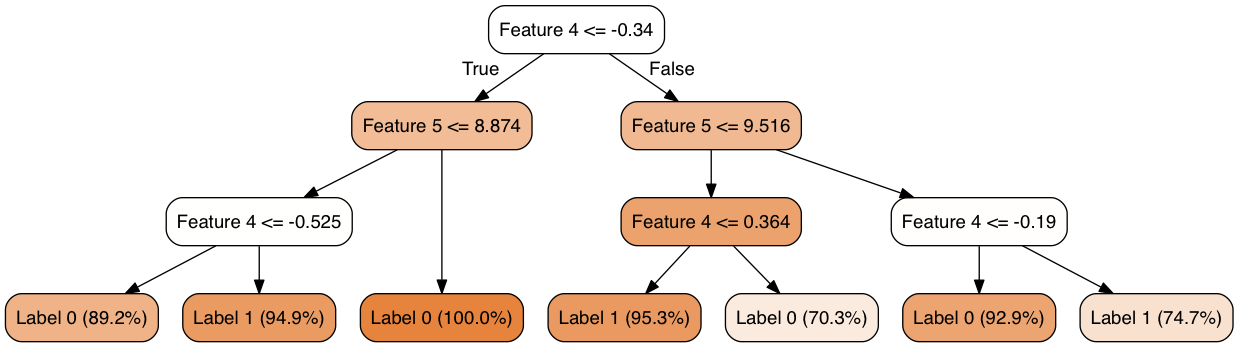 Feature 4 <= -0.34
True
False
Feature 5 <= 8.874
Feature 5 <= 9.516
Feature 4 <= -0.525
Feature 4 <= 0.364
Feature 4 <= -0.19
Label 0 (89.2%)
Label 1 (94.9%)
Label 0 (100.0%)
Label 1 (95.3%)
Label 0 (70.3%)
Label 0 (92.9%)
Label 1 (74.7%)